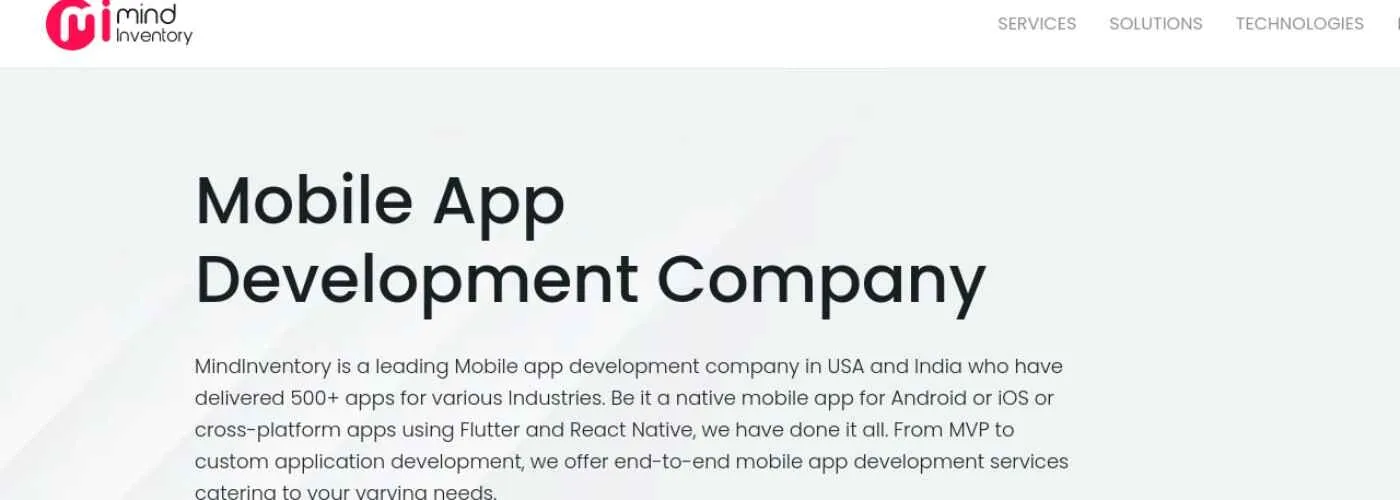 mi mind
Inventory
SERVICES SOLUTIONS TECHNOLOGIES
Mobile App
Development Company
MindInventory is a leading Mobile app development company in USA and India who have
delivered 500+ apps for various Industries. Be it a native mobile app for Android or iOS or
cross-platform apps using Flutter and React Native, we have done it all. From MVP to
custom application development, we offer end-to-end mobile app development services
catering to your varying needs.